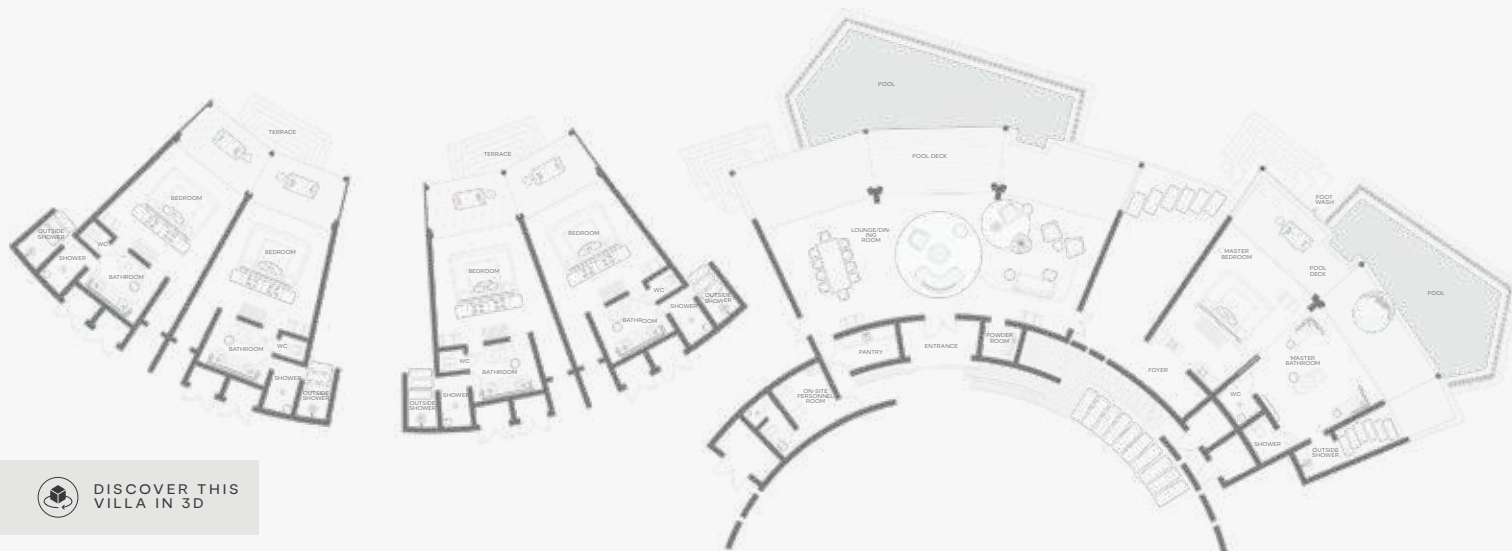 TERRACE
BEDROOM
BEDROOM
OUTSIDE
SHOWER
WC
SHOWER
BATHROOM
BATHROOM
WC
SHOWER
OUTSIDE
SHOWER
TERRACE
BEDROOM
BEDROOM
WC
BATHROOM
OUTSIDE
SHOWER
SHOWER
WC
BATHROOM
SHOWER
OUTSIDE
SHOWER
POOL
POOL DECK
LOUNGE/DIN-
ING
ROOM
PANTRY
ENTRANCE
POWDER
ROOM
ON-SITE
PERSONNEL
ROOM
FOOT
WASH
MASTER
BEDROOM
POOL
DECK
POOL
FOYER
MASTER
BATHROOM
WC
SHOWER
OUTSIDE
SHOWER
DISCOVER THIS
VILLA IN 3D